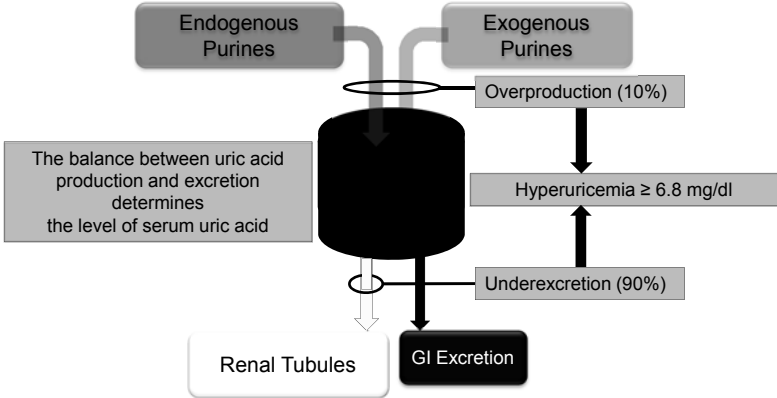 Endogenous
Purines
Exogenous
Purines
Overproduction (10%)
The balance between uric acid
production and excretion
determines
the level of serum uric acid
Hyperuricemia ≥ 6.8 mg/dl
Underexcretion (90%)
Renal Tubules
GI Excretion